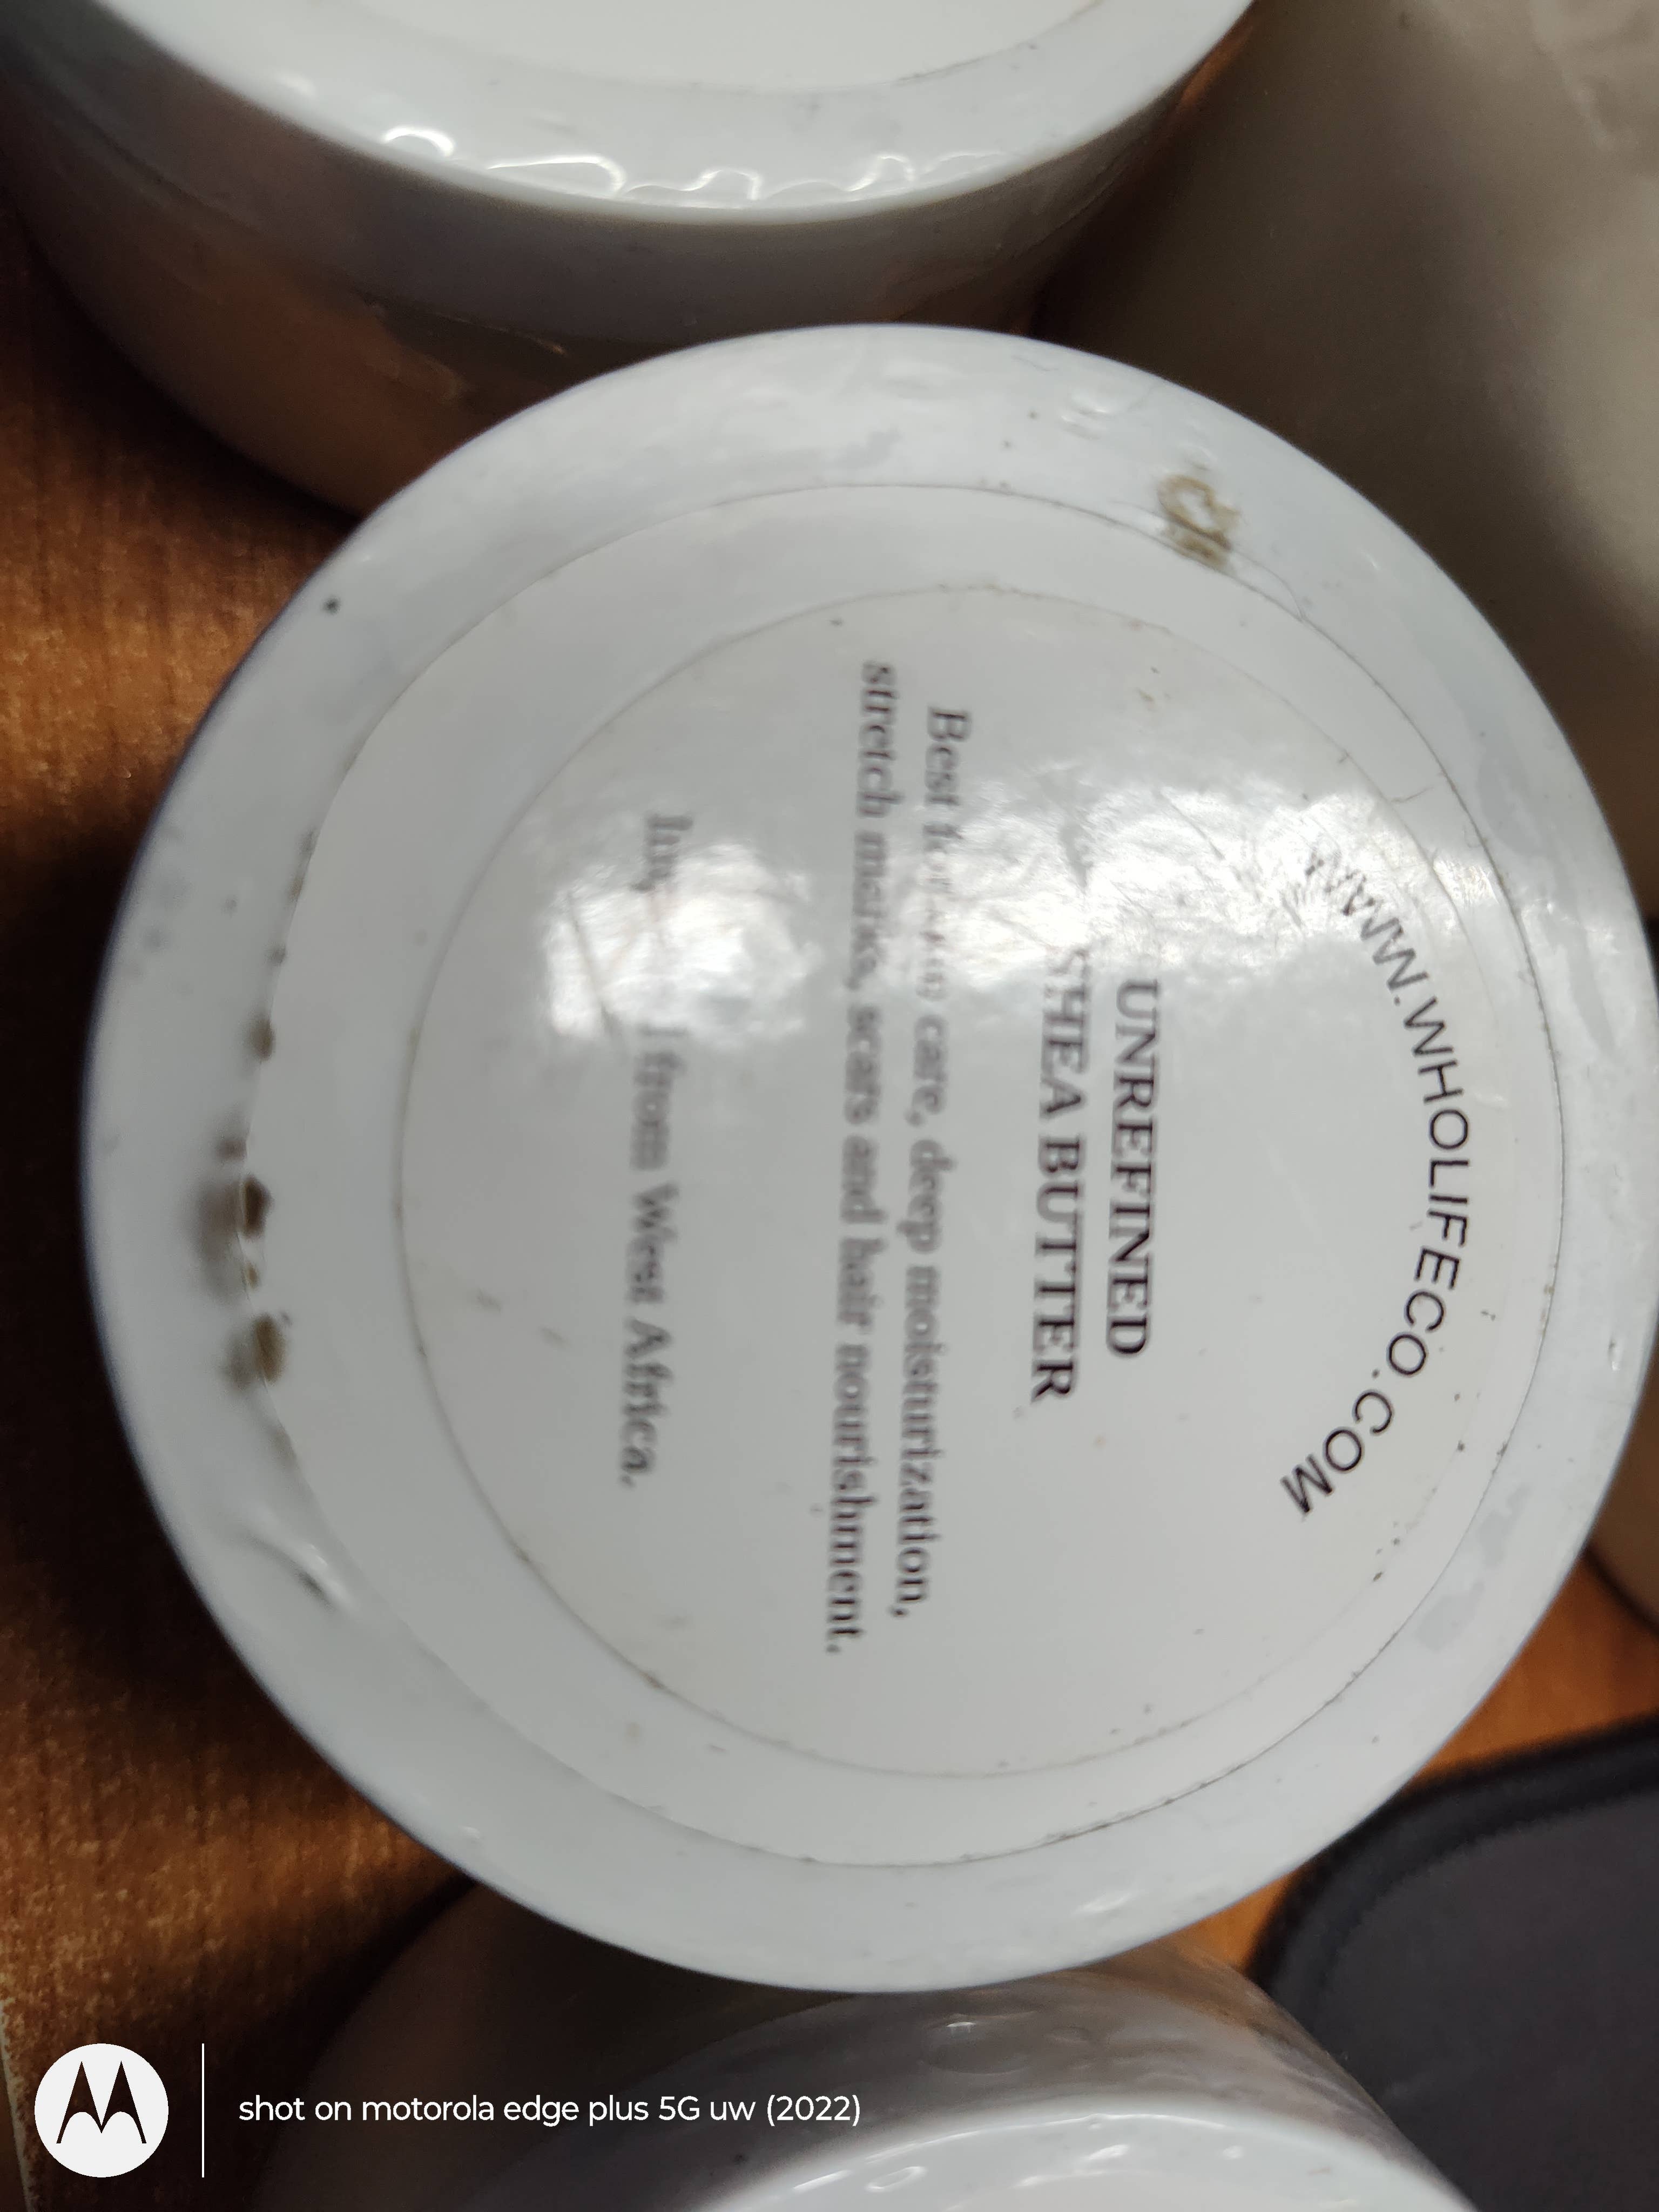 WWW.WHOLIFECO.COM
UNREFINED
SHEA BUTTER
Best for skin care, deep moisturization,
stretch marks, scars and hair nourishment.
from West Africa.
shot on motorola edge plus 5G uw (2022)